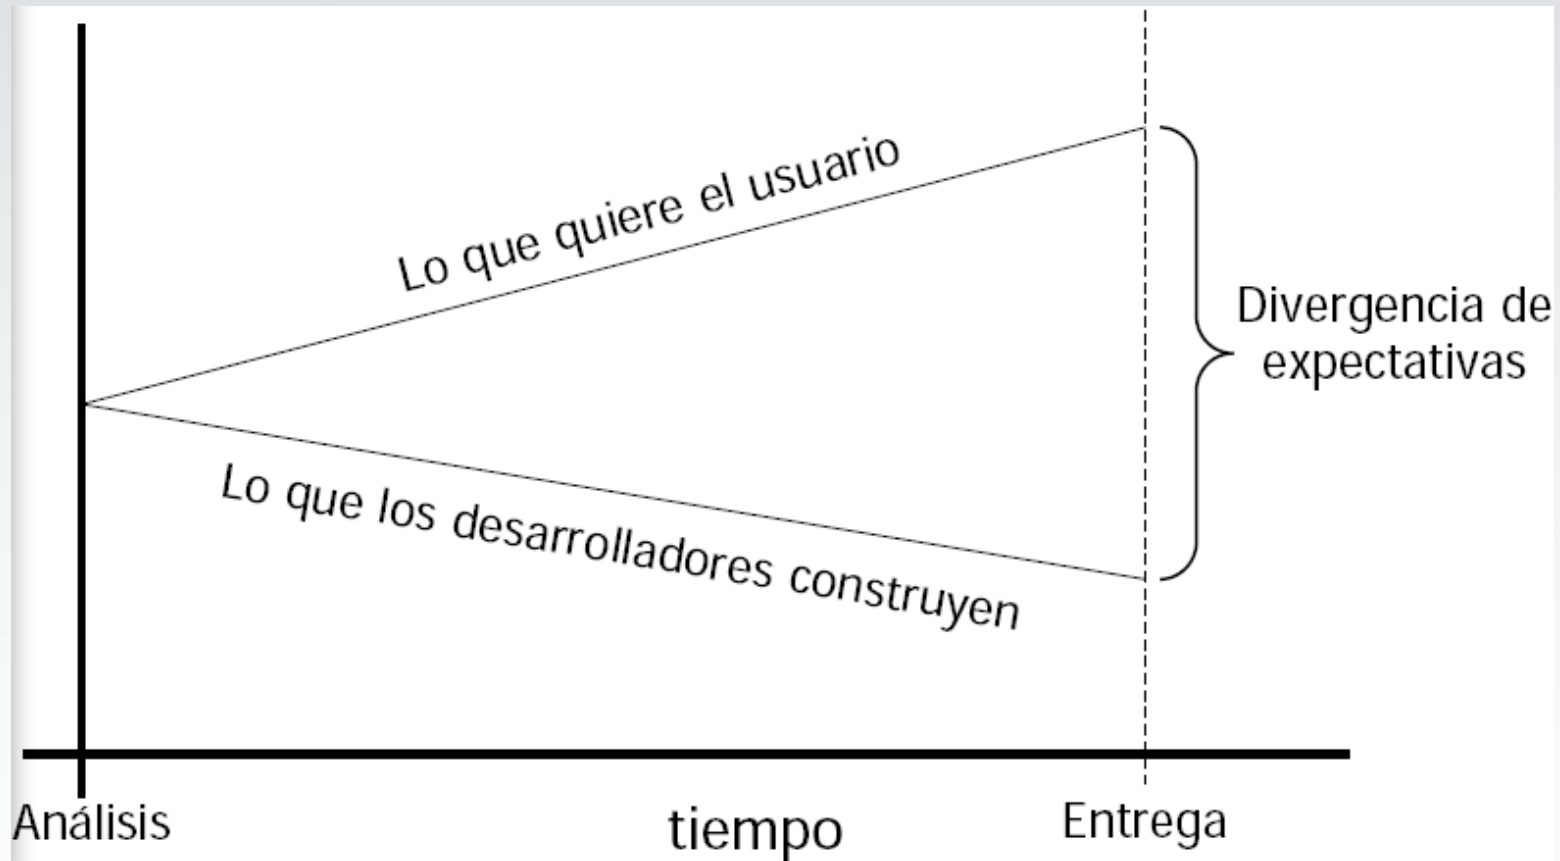 Lo que quiere el usuario
Divergencia de
expectativas
Lo que los desarrolladores construyen
Análisis
tiempo
Entrega